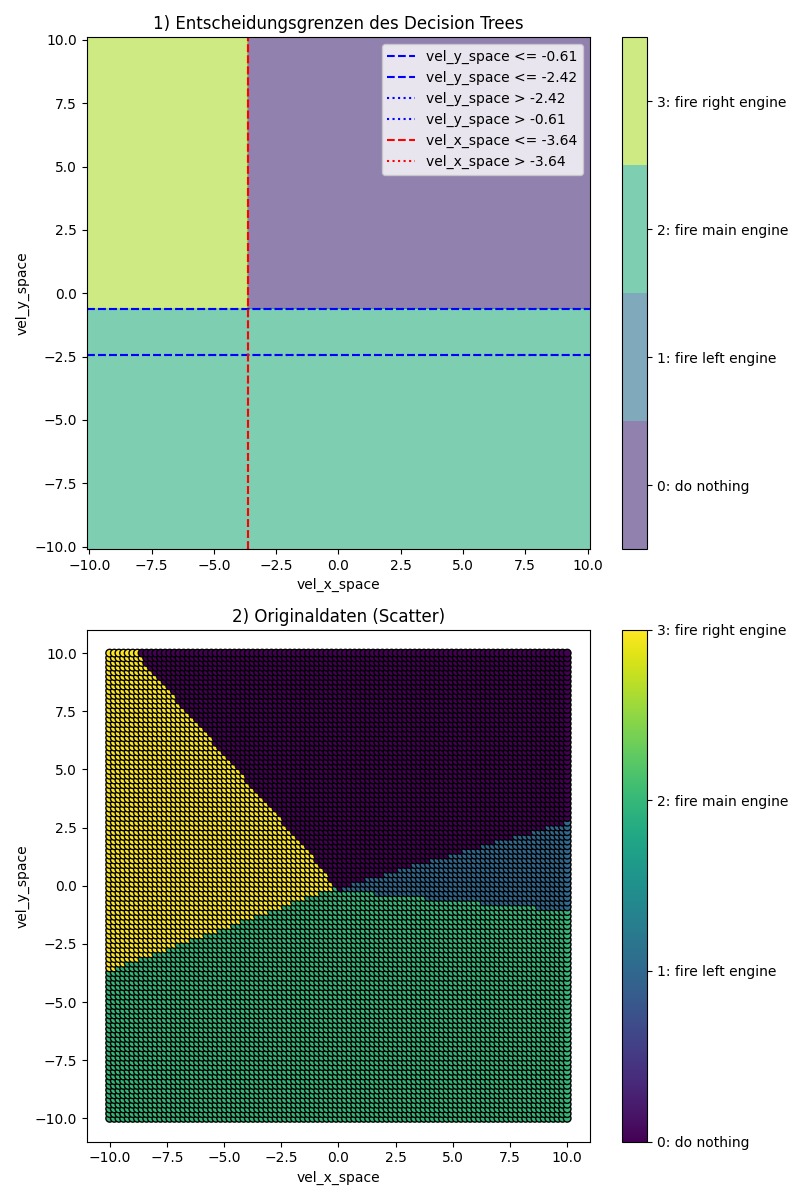 1) Entscheidungsgrenzen des Decision Trees
10.0
7.5
5.0
2.5
0.0
−2.5
−5.0
−7.5
−10.0
vel_y_space
−10.0 −7.5 −5.0 −2.5 0.0 2.5 5.0 7.5 10.0
vel_x_space
vel_y_space <= -0.61
vel_y_space <= -2.42
vel_y_space > -2.42
vel_y_space > -0.61
vel_x_space <= -3.64
vel_x_space > -3.64
3: fire right engine
2: fire main engine
1: fire left engine
0: do nothing
2) Originaldaten (Scatter)
10.0
7.5
5.0
2.5
0.0
−2.5
−5.0
−7.5
−10.0
vel_y_space
−10.0 −7.5 −5.0 −2.5 0.0 2.5 5.0 7.5 10.0
vel_x_space
3: fire right engine
2: fire main engine
1: fire left engine
0: do nothing